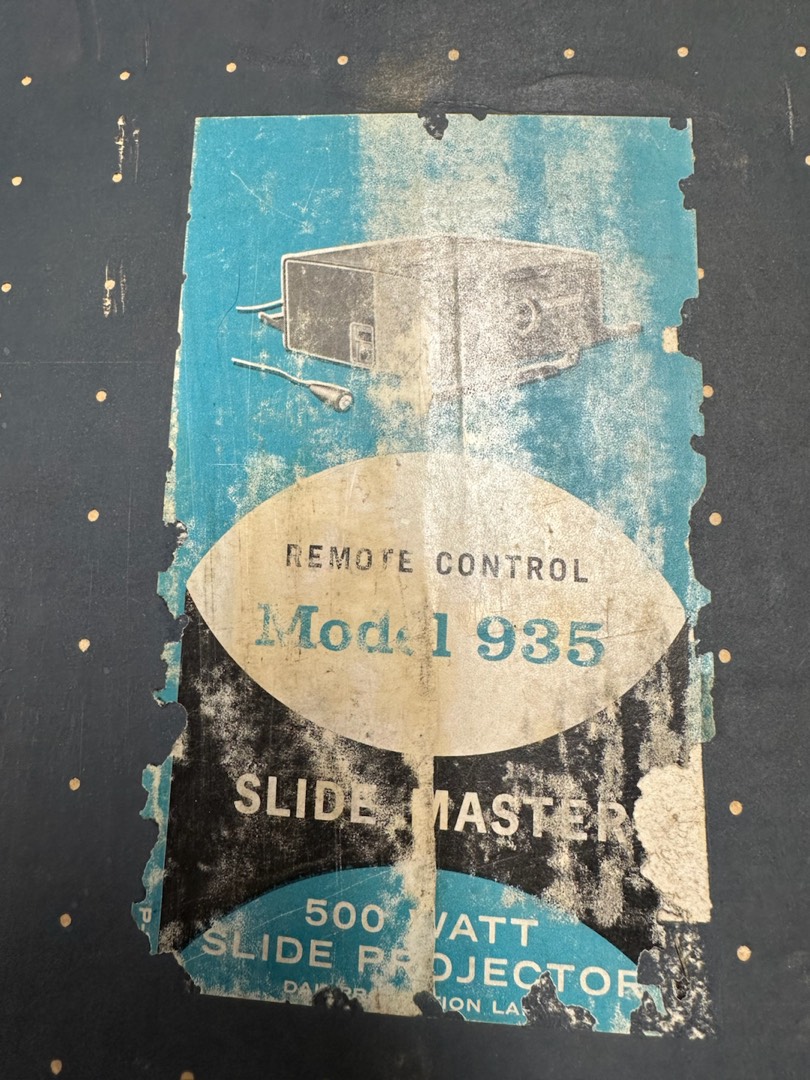 REMOTE CONTROL
Model 935
SLIDE MASTER
500 WATT
SLIDE PROJECTOR